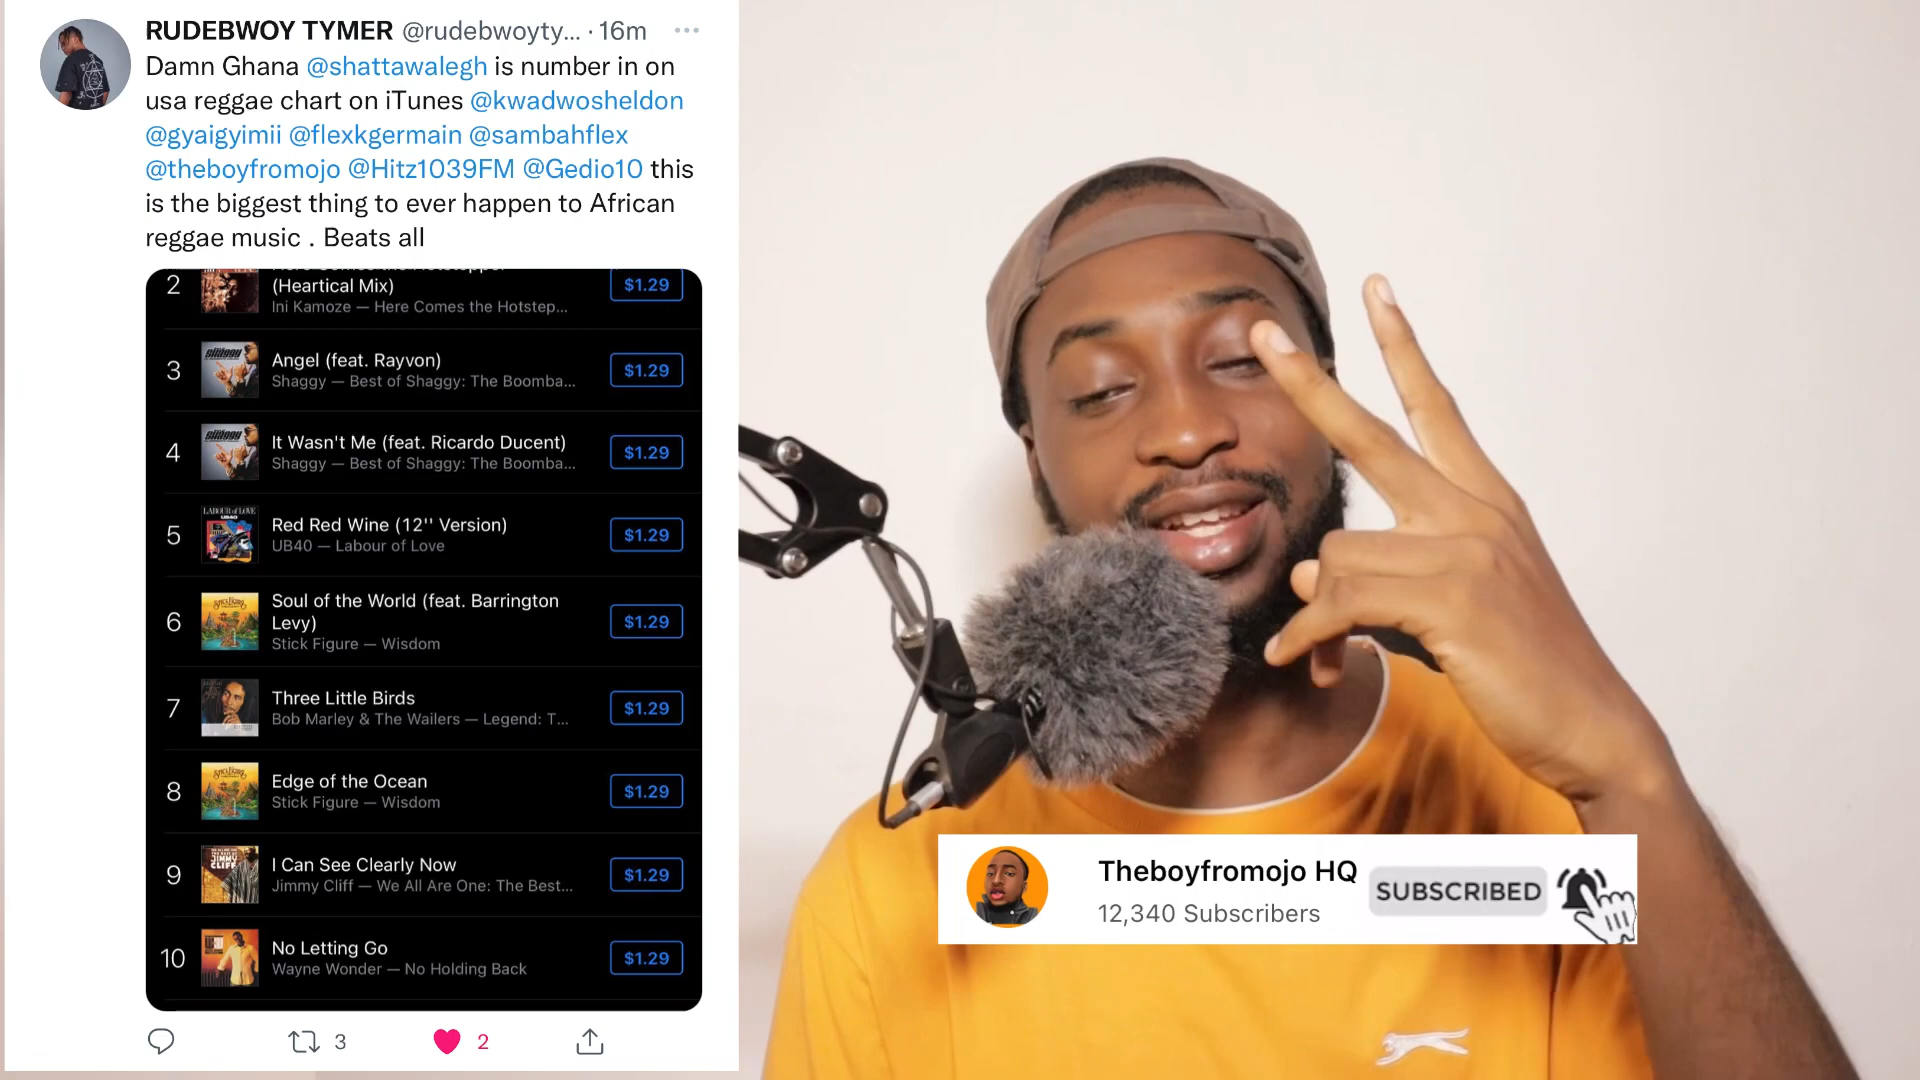 RUDEBWOY TYMER @rudebwoyty... · 16m
Damn Ghana @shattawalegh is number in on
usa reggae chart on iTunes @kwadwosheldon
@gyaigyimii @flexkgermain @sambahflex
@theboyfromojo @Hitz1039FM @Gedio10 this
is the biggest thing to ever happen to African
reggae music . Beats all
2
(Heartical Mix)
Ini Kamoze — Here Comes the Hotstep...
$1.29
3
Angel (feat. Rayvon)
Shaggy — Best of Shaggy: The Boomba...
$1.29
4
It Wasn't Me (feat. Ricardo Ducent)
Shaggy — Best of Shaggy: The Boomba...
$1.29
5
LABOUR of LOVE
UB40
Red Red Wine (12'' Version)
UB40 — Labour of Love
$1.29
6
Soul of the World (feat. Barrington
Levy)
Stick Figure — Wisdom
$1.29
7
Three Little Birds
Bob Marley & The Wailers — Legend: T...
$1.29
8
Edge of the Ocean
Stick Figure — Wisdom
$1.29
9
JIMMY
CLIFF
I Can See Clearly Now
Jimmy Cliff — We All Are One: The Best...
$1.29
10
No Letting Go
Wayne Wonder — No Holding Back
$1.29
3
2
Theboyfromojo HQ
12,340 Subscribers
SUBSCRIBED